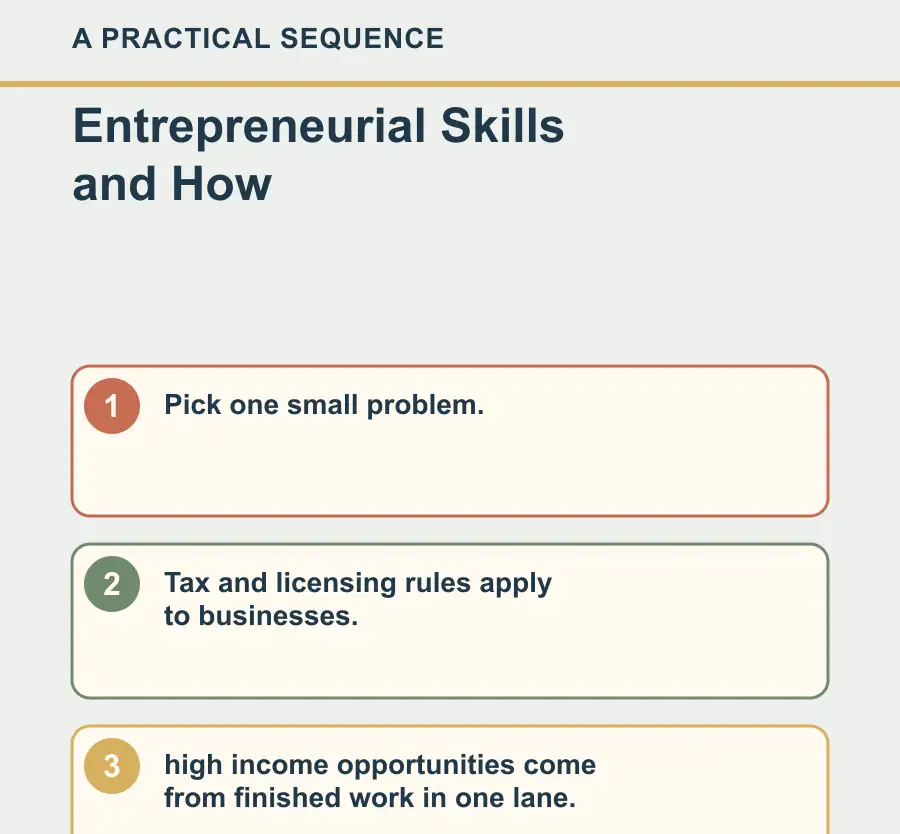 A PRACTICAL SEQUENCE
Entrepreneurial Skills
and How
1
Pick one small problem.
2
Tax and licensing rules apply
to businesses.
3
high income opportunities come
from finished work in one lane.